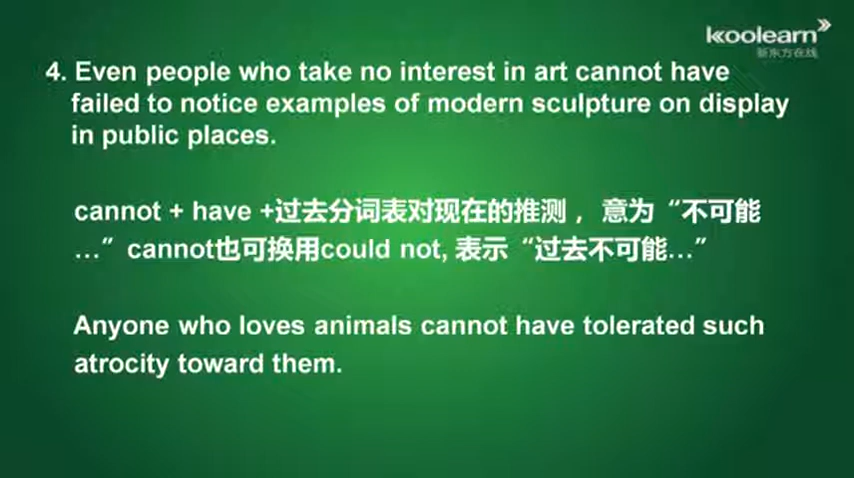 koolearn
新东方在线
4. Even people who take no interest in art cannot have
failed to notice examples of modern sculpture on display
in public places.
cannot + have +过去分词表对现在的推测， 意为“不可能
…”cannot也可换用could not, 表示“过去不可能…”
Anyone who loves animals cannot have tolerated such
atrocity toward them.